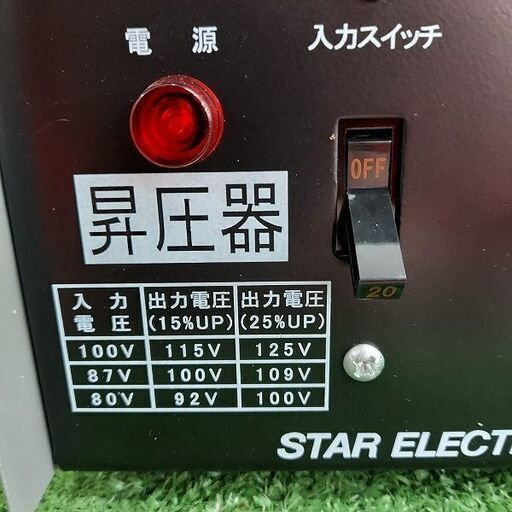 電源
入力スイッチ
OFF
昇圧器
20
入力電圧 出力電圧(15%UP) 出力電圧(25%UP)
100V 115V 125V
87V 100V 109V
80V 92V 100V
STAR ELECT